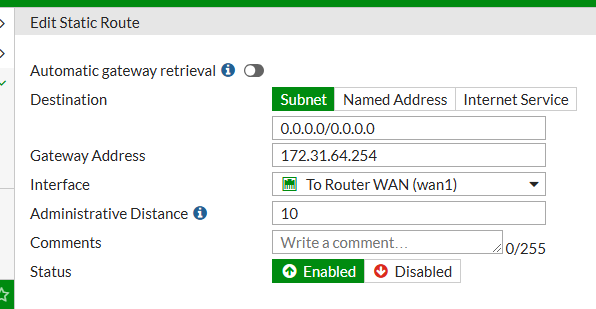 Edit Static Route
Automatic gateway retrieval
Destination Subnet Named Address Internet Service
0.0.0.0/0.0.0.0
Gateway Address 172.31.64.254
Interface To Router WAN (wan1)
Administrative Distance 10
Comments Write a comment... 0/255
Status Enabled Disabled